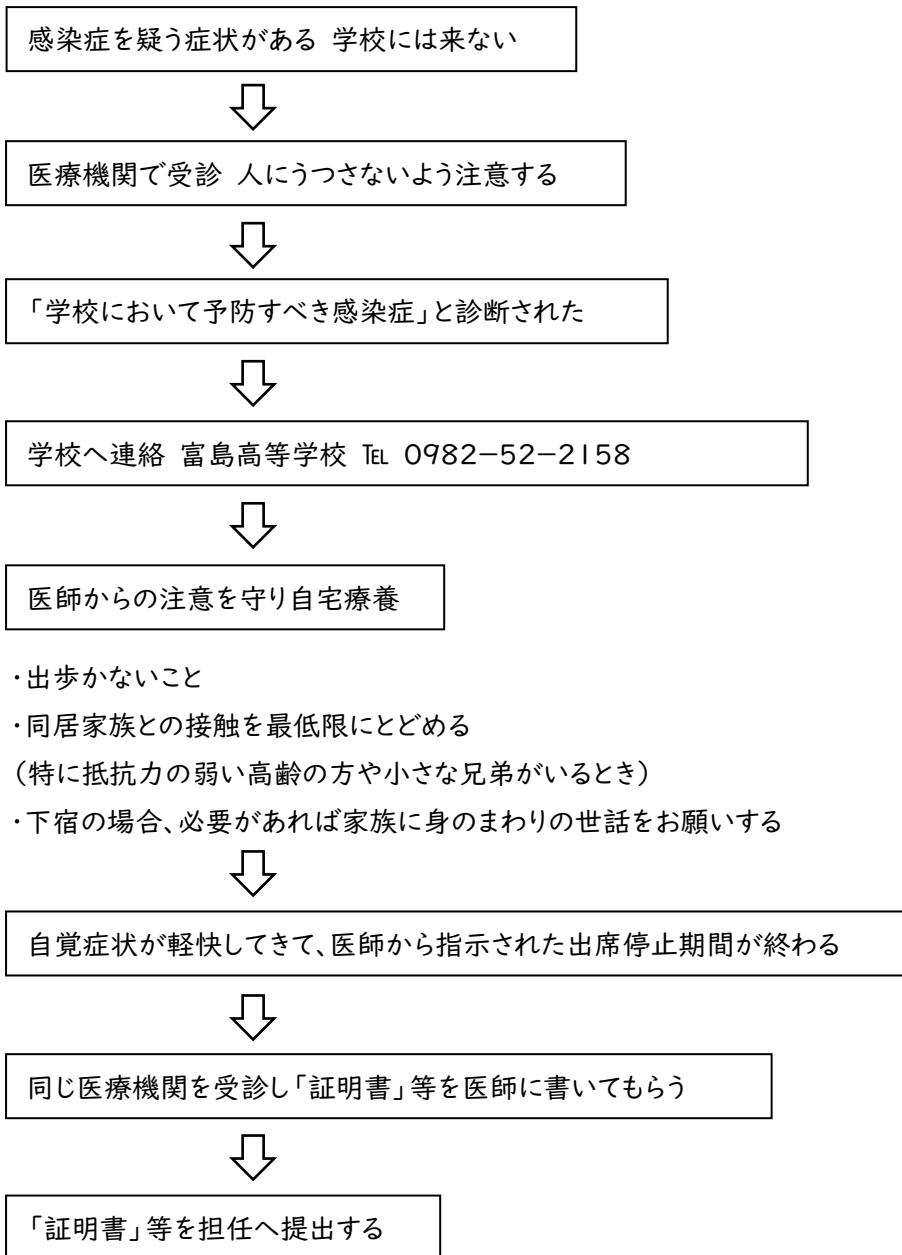 感染症を疑う症状がある 学校には来ない
医療機関で受診 人にうつさないよう注意する
「学校において予防すべき感染症」と診断された
学校へ連絡 富島高等学校 ℡ 0982−52−2158
医師からの注意を守り自宅療養
・出歩かないこと
・同居家族との接触を最低限にとどめる
（特に抵抗力の弱い高齢の方や小さな兄弟がいるとき）
・下宿の場合、必要があれば家族に身のまわりの世話をお願いする
自覚症状が軽快してきて、医師から指示された出席停止期間が終わる
同じ医療機関を受診し「証明書」等を医師に書いてもらう
「証明書」等を担任へ提出する